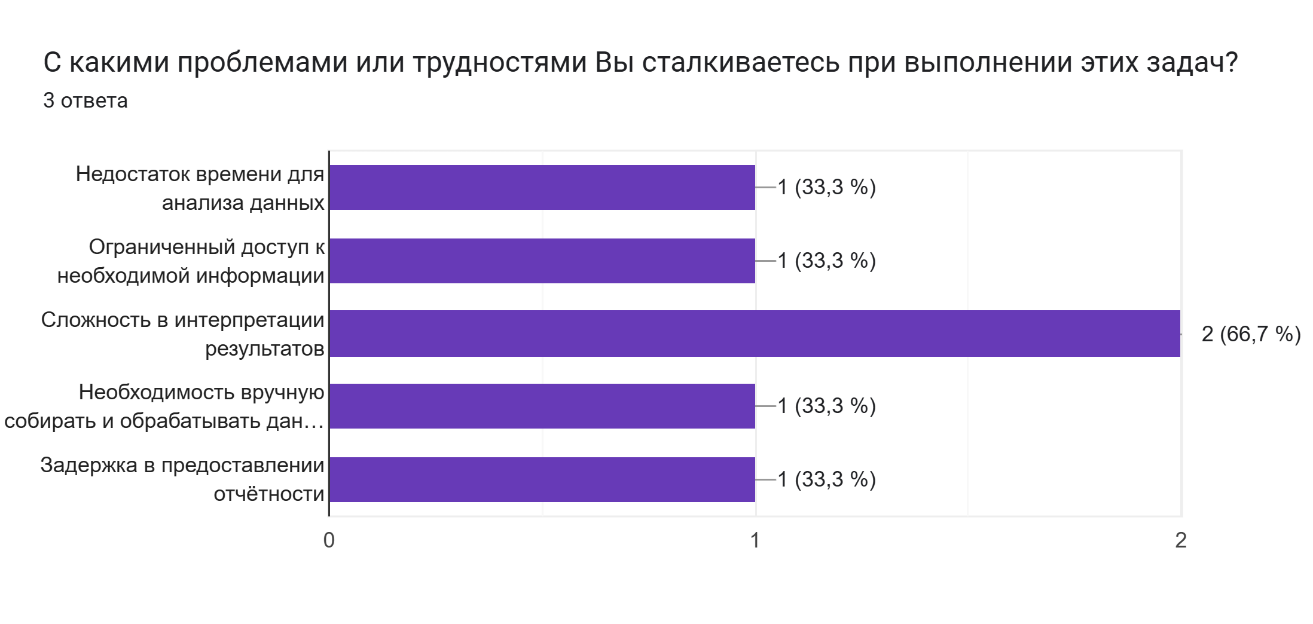 С какими проблемами или трудностями Вы сталкиваетесь при выполнении этих задач?
3 ответа
Недостаток времени для
анализа данных
1 (33,3 %)
Ограниченный доступ к
необходимой информации
1 (33,3 %)
Сложность в интерпретации
результатов
2 (66,7 %)
Необходимость вручную
собирать и обрабатывать дан…
1 (33,3 %)
Задержка в предоставлении
отчётности
1 (33,3 %)
0 1 2